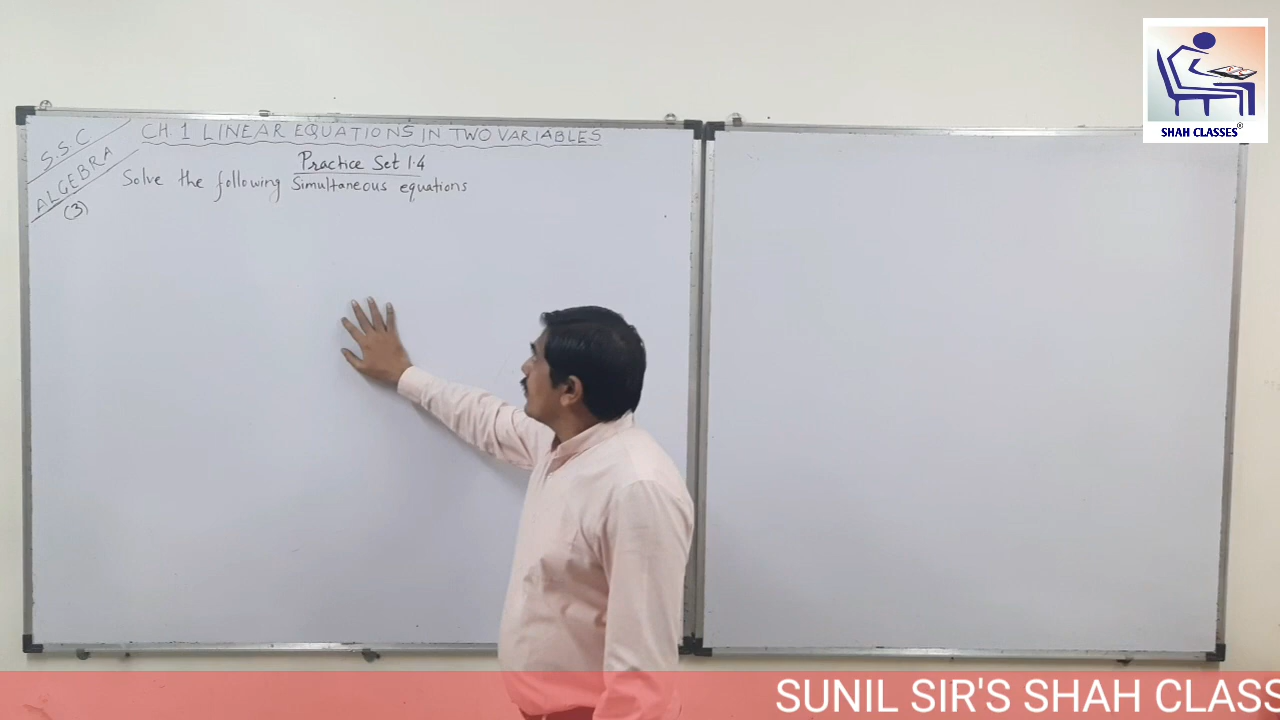 S.S.C
ALGEBRA
(3)
CH 1 LINEAR EQUATIONS IN TWO VARIABLES
Practice Set 1.4
Solve the following Simultaneous equations
SHAH CLASSES®
SUNIL SIR'S SHAH CLASS